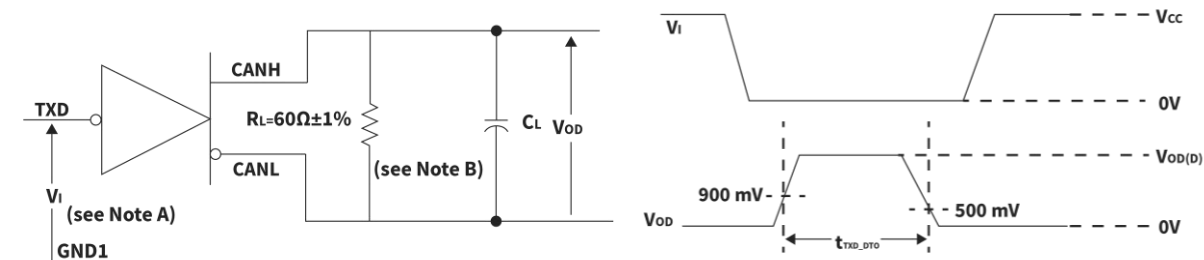 CANH
TXD
RL=60Ω±1%
CL
VOD
CANL
(see Note B)
VI
(see Note A)
GND1
VI
VCC
0V
VOD(D)
900 mV
500 mV
VOD
0V
tTXD_DTO